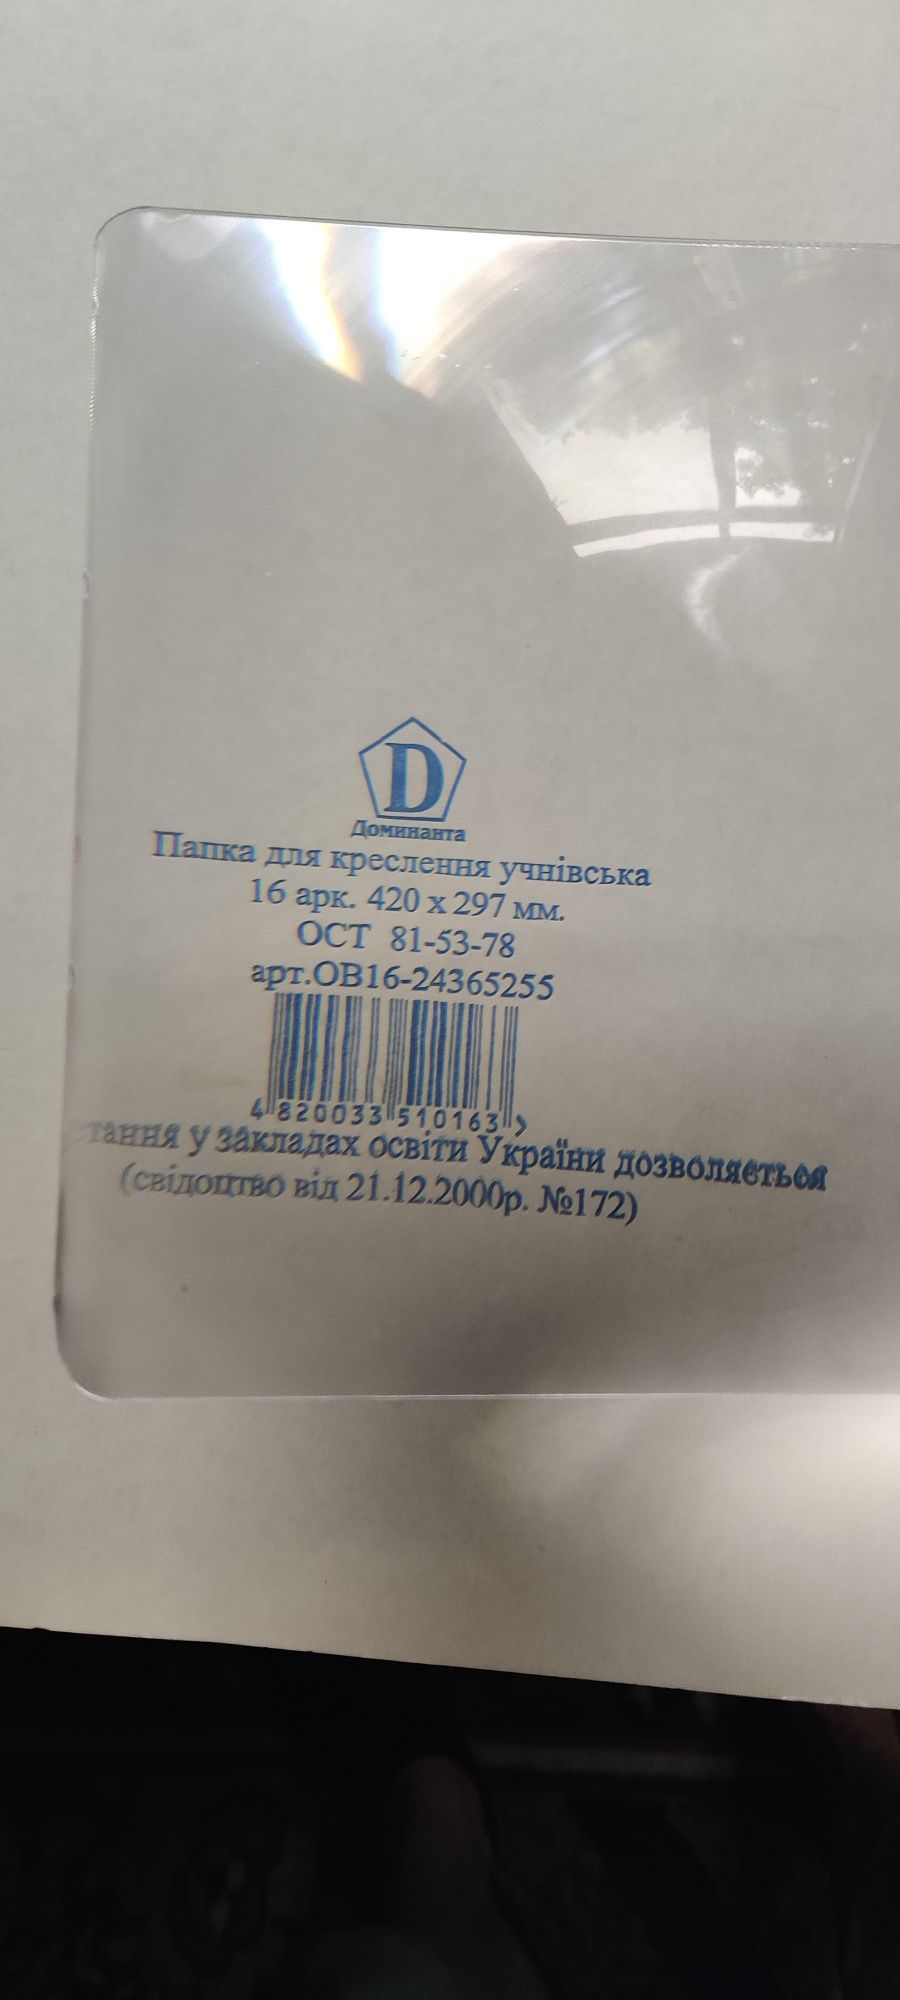 D
Доминанта
Папка для креслення учнівська
16 арк. 420 х 297 мм.
ОСТ 81-53-78
арт.ОВ16-24365255
4 820033 510163 >
тання у закладах освіти України дозволяеться
(свідоцтво від 21.12.2000р. №172)